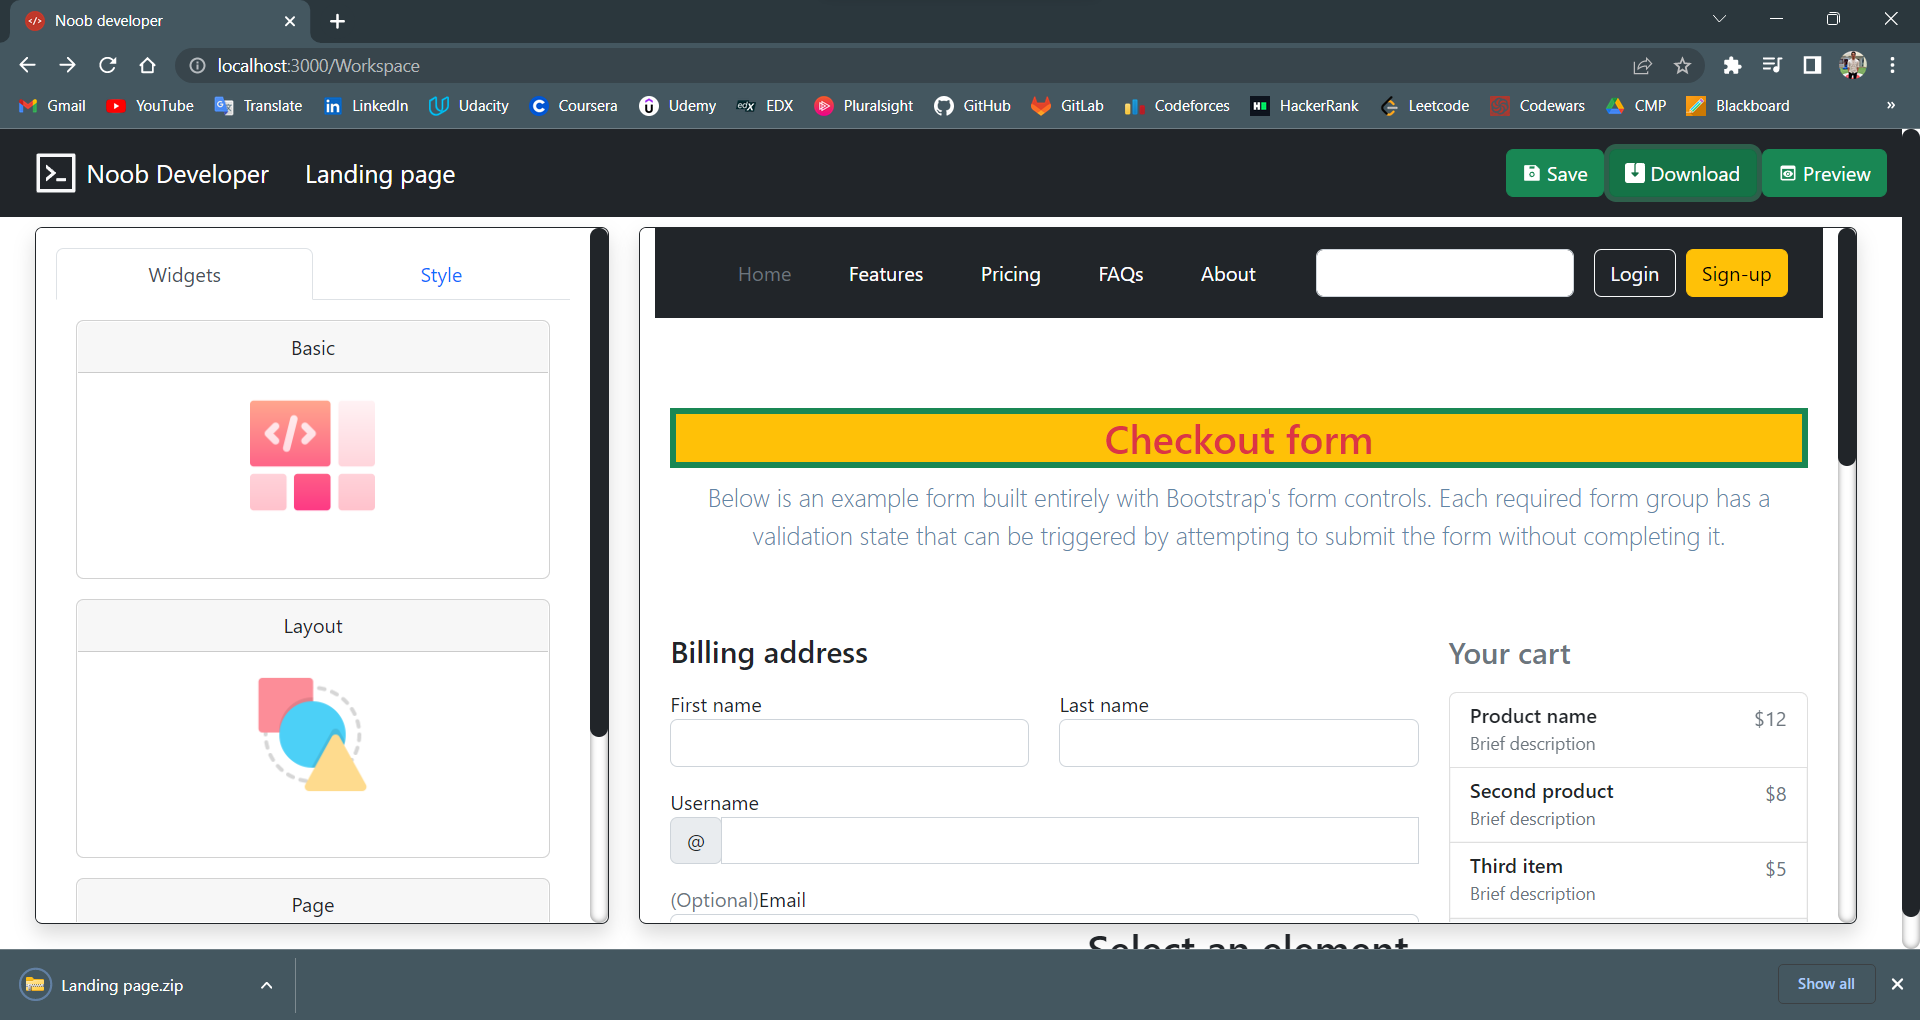 Noob developer
localhost:3000/Workspace
Gmail YouTube Translate LinkedIn Udacity Coursera Udemy EDX Pluralsight GitHub GitLab Codeforces HackerRank Leetcode Codewars CMP Blackboard »
Noob Developer Landing page Save Download Preview
Widgets Style
Basic
Layout
Page
Home Features Pricing FAQs About Login Sign-up
Checkout form
Below is an example form built entirely with Bootstrap's form controls. Each required form group has a
validation state that can be triggered by attempting to submit the form without completing it.
Billing address
First name Last name
Username
@
(Optional)Email
Your cart
Product name $12
Brief description
Second product $8
Brief description
Third item $5
Brief description
Select an element
Landing page.zip Show all